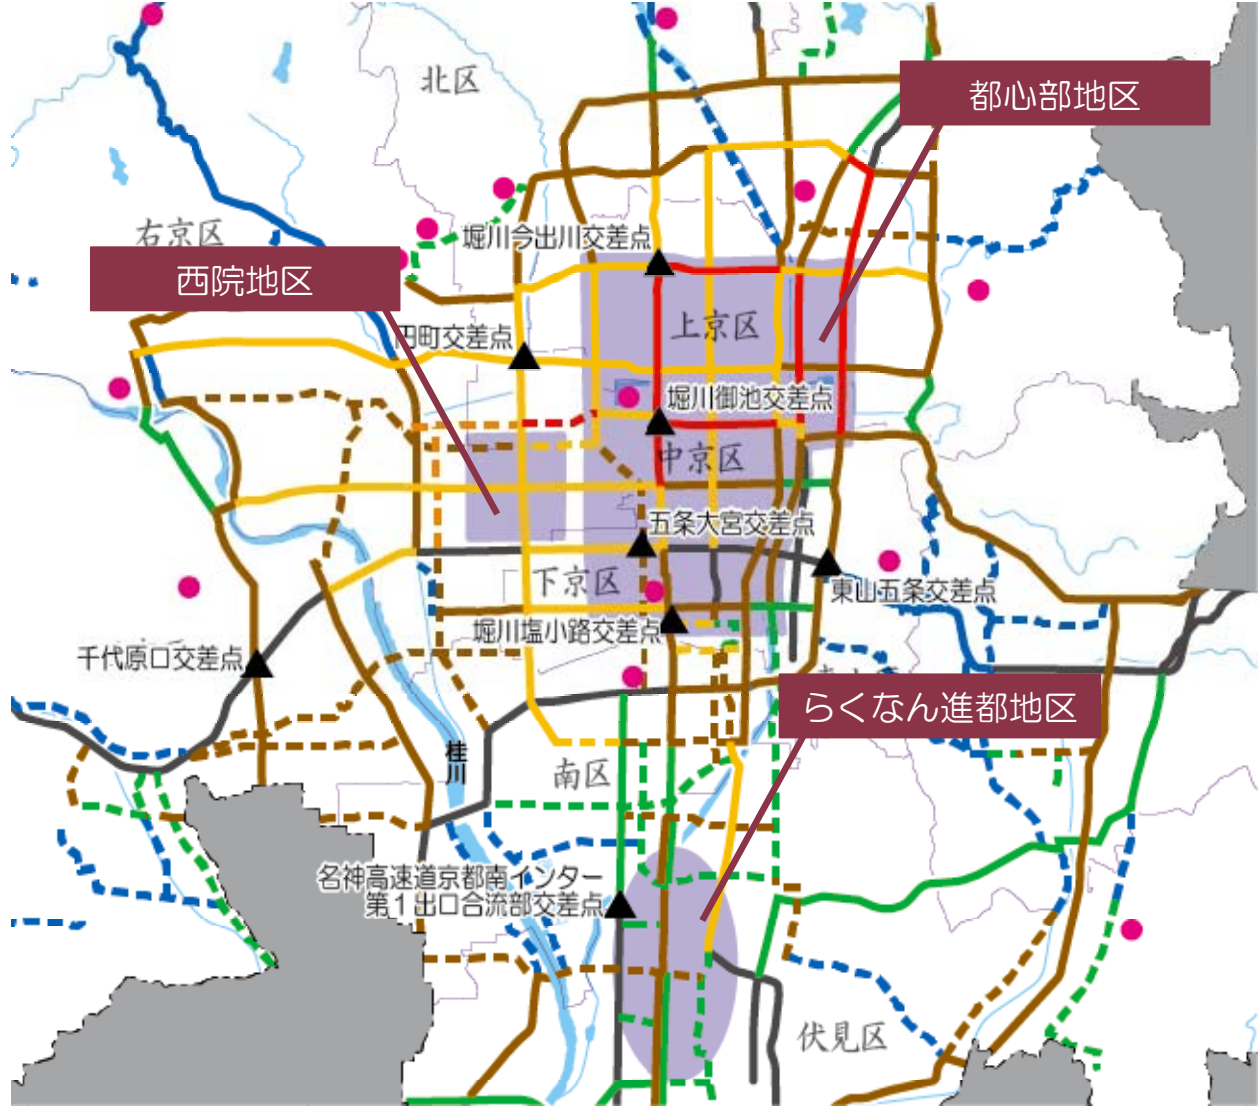 北区
都心部地区
右京区
堀川今出川交差点
西院地区
上京区
円町交差点
堀川御池交差点
中京区
五条大宮交差点
下京区
東山五条交差点
堀川塩小路交差点
千代原口交差点
らくなん進都地区
桂川
南区
名神高速道京都南インター
第1出口合流部交差点
伏見区